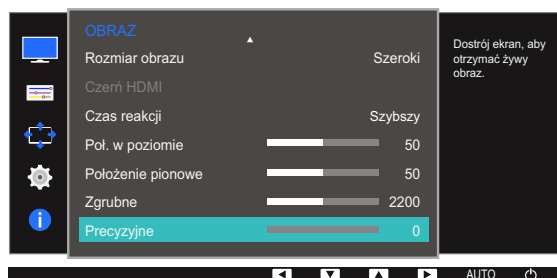 OBRAZ
Rozmiar obrazu Szeroki
Czerń HDMI
Czas reakcji Szybszy
Poł. w poziomie 50
Położenie pionowe 50
Zgrubne 2200
Precyzyjne 0
Dostrój ekran, aby
otrzymać żywy
obraz.
AUTO